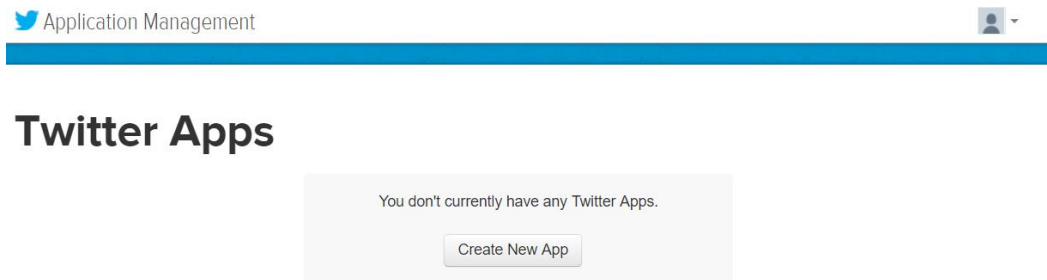 Application Management
Twitter Apps
You don't currently have any Twitter Apps.
Create New App